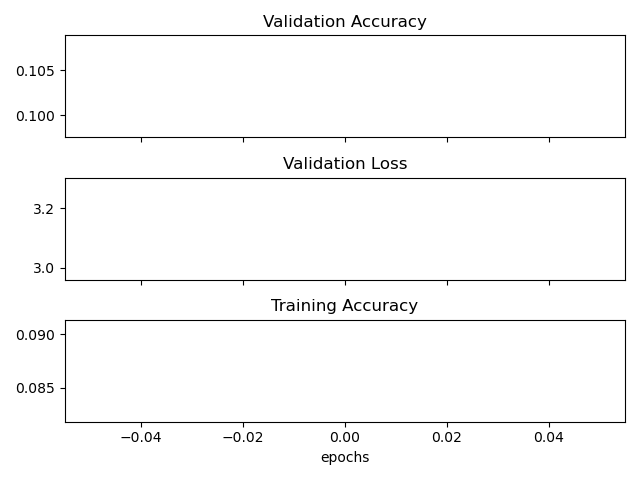 Validation Accuracy
0.105
0.100
Validation Loss
3.2
3.0
Training Accuracy
0.090
0.085
−0.04 −0.02 0.00 0.02 0.04
epochs